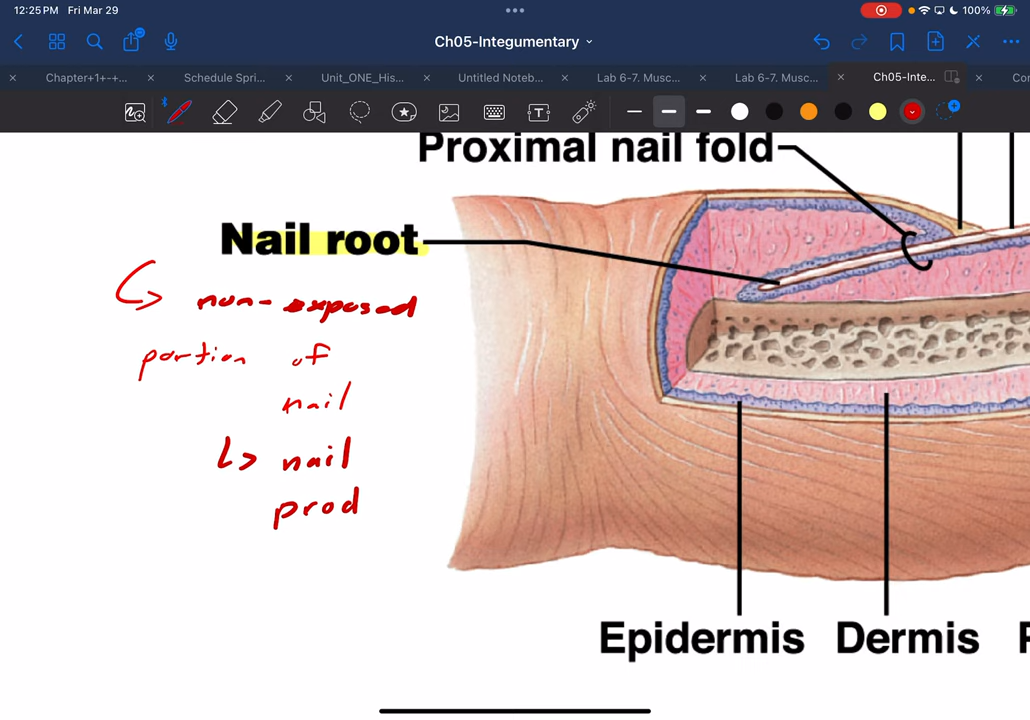 12:25 PM Fri Mar 29
100%
Ch05-Integumentary
Chapter+1+-+...
Schedule Spri...
Unit_ONE_His...
Untitled Noteb...
Lab 6-7. Musc...
Lab 6-7. Musc...
Ch05-Inte...
Cor
T
Proximal nail fold
Nail root
non-exposed
portion of
nail
nail
prod
Epidermis Dermis